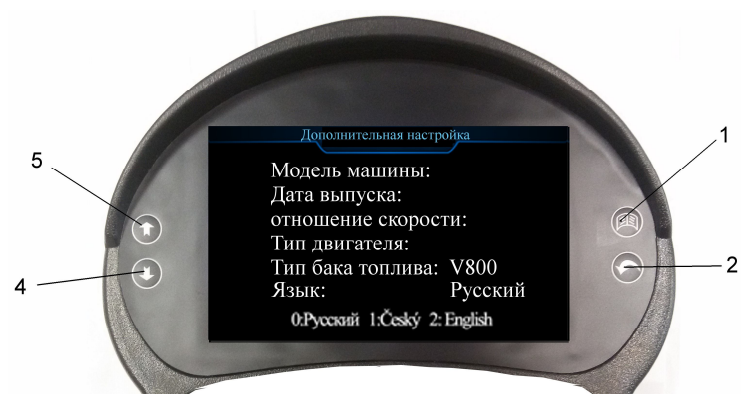 Дополнительная настройка
Модель машины:
Дата выпуска:
отношение скорости:
Тип двигателя:
Тип бака топлива: V800
Язык: Русский
0:Русский 1:Český 2: English
1
2
4
5